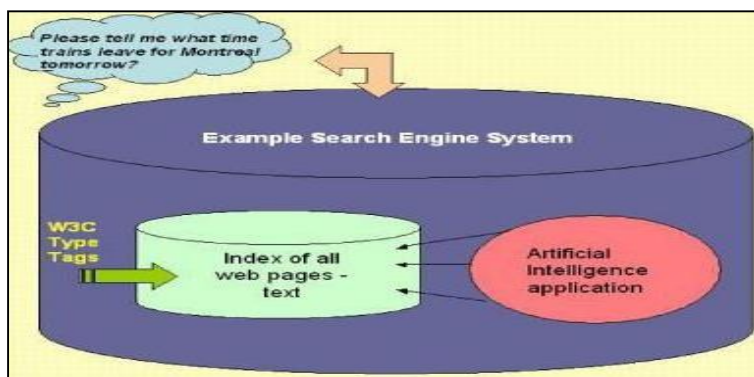 Please tell me what time
trains leave for Montreal
tomorrow?
Example Search Engine System
W3C
Type
Tags
Index of all
web pages -
text
Artificial
Intelligence
application